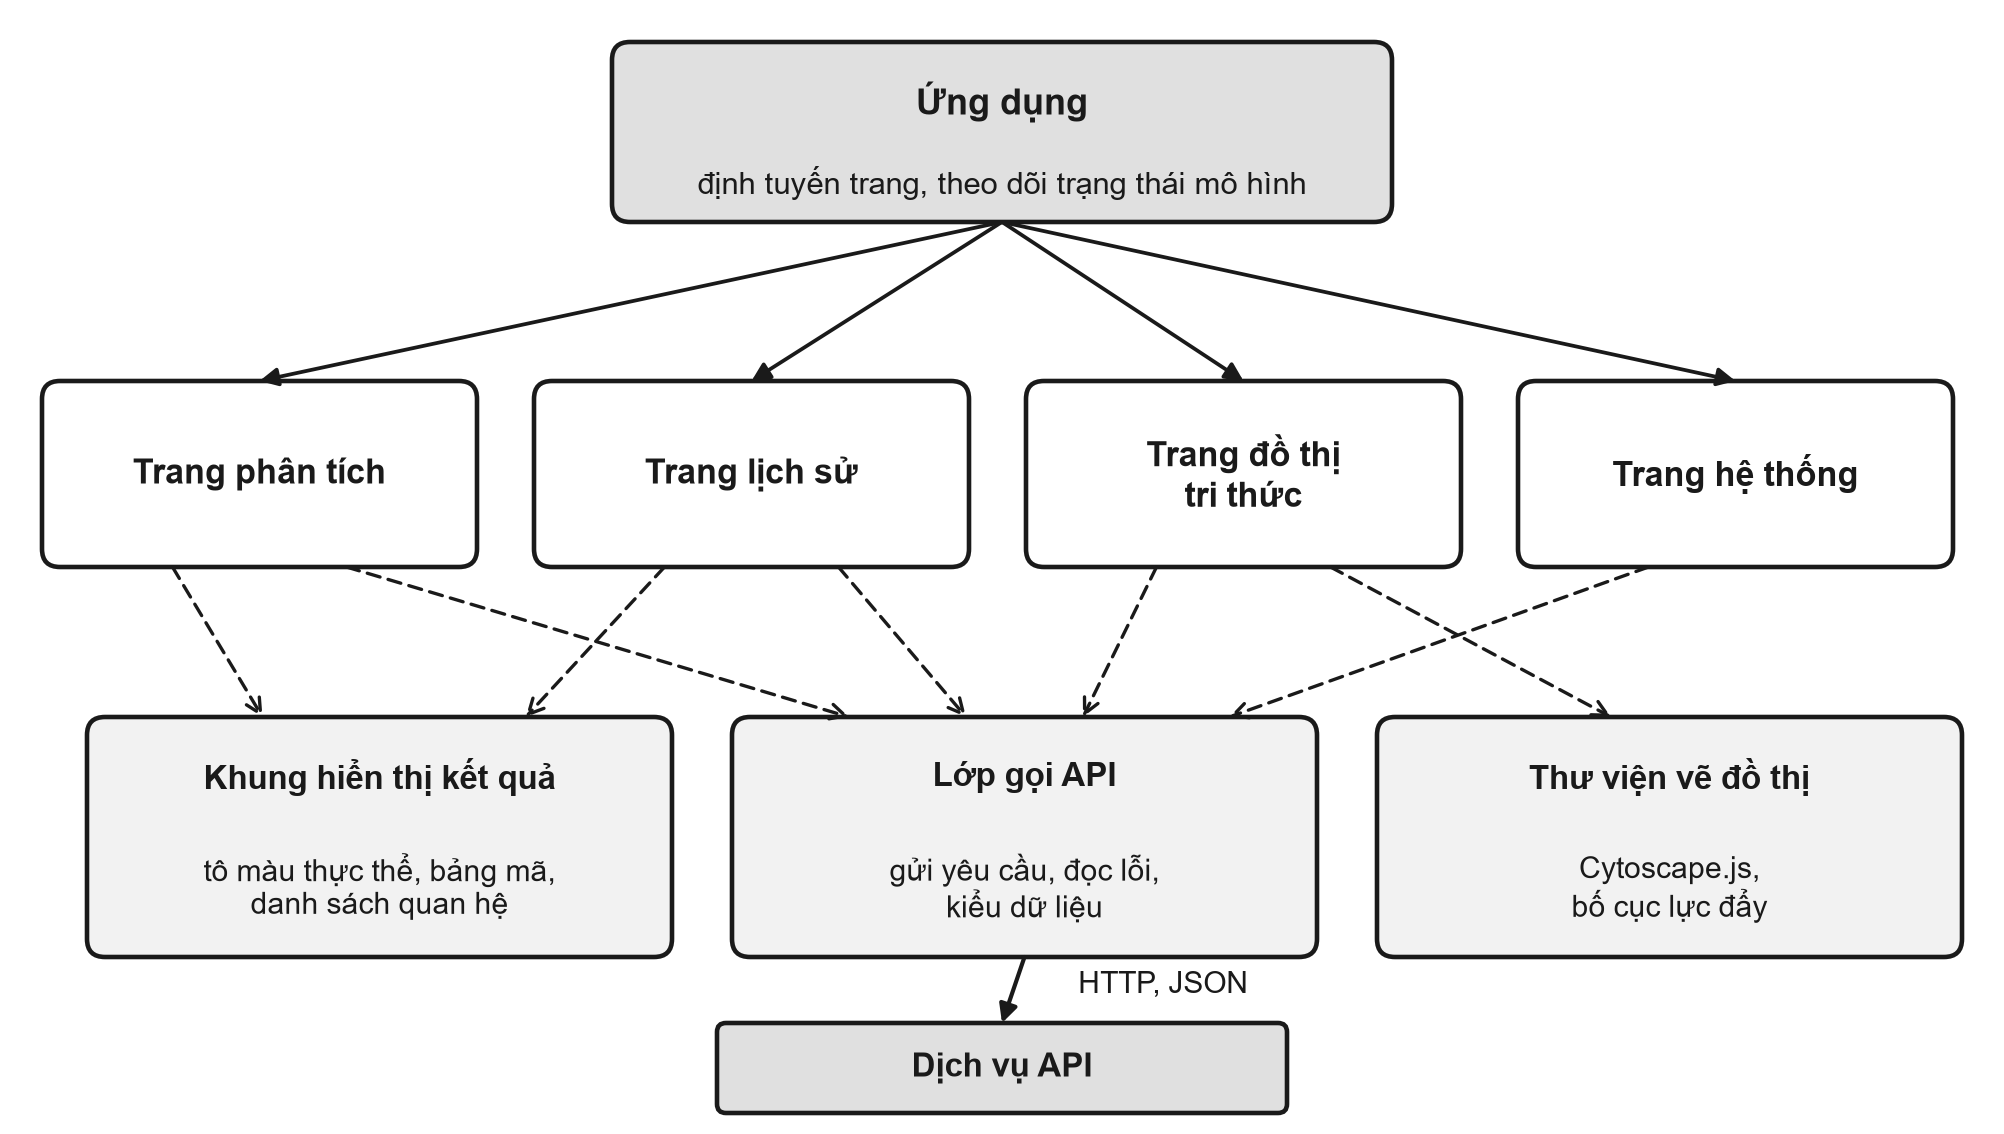 Ứng dụng
định tuyến trang, theo dõi trạng thái mô hình
Trang phân tích
Trang lịch sử
Trang đồ thị
tri thức
Trang hệ thống
Khung hiển thị kết quả
tô màu thực thể, bảng mã,
danh sách quan hệ
Lớp gọi API
gửi yêu cầu, đọc lỗi,
kiểu dữ liệu
Thư viện vẽ đồ thị
Cytoscape.js,
bố cục lực đẩy
HTTP, JSON
Dịch vụ API